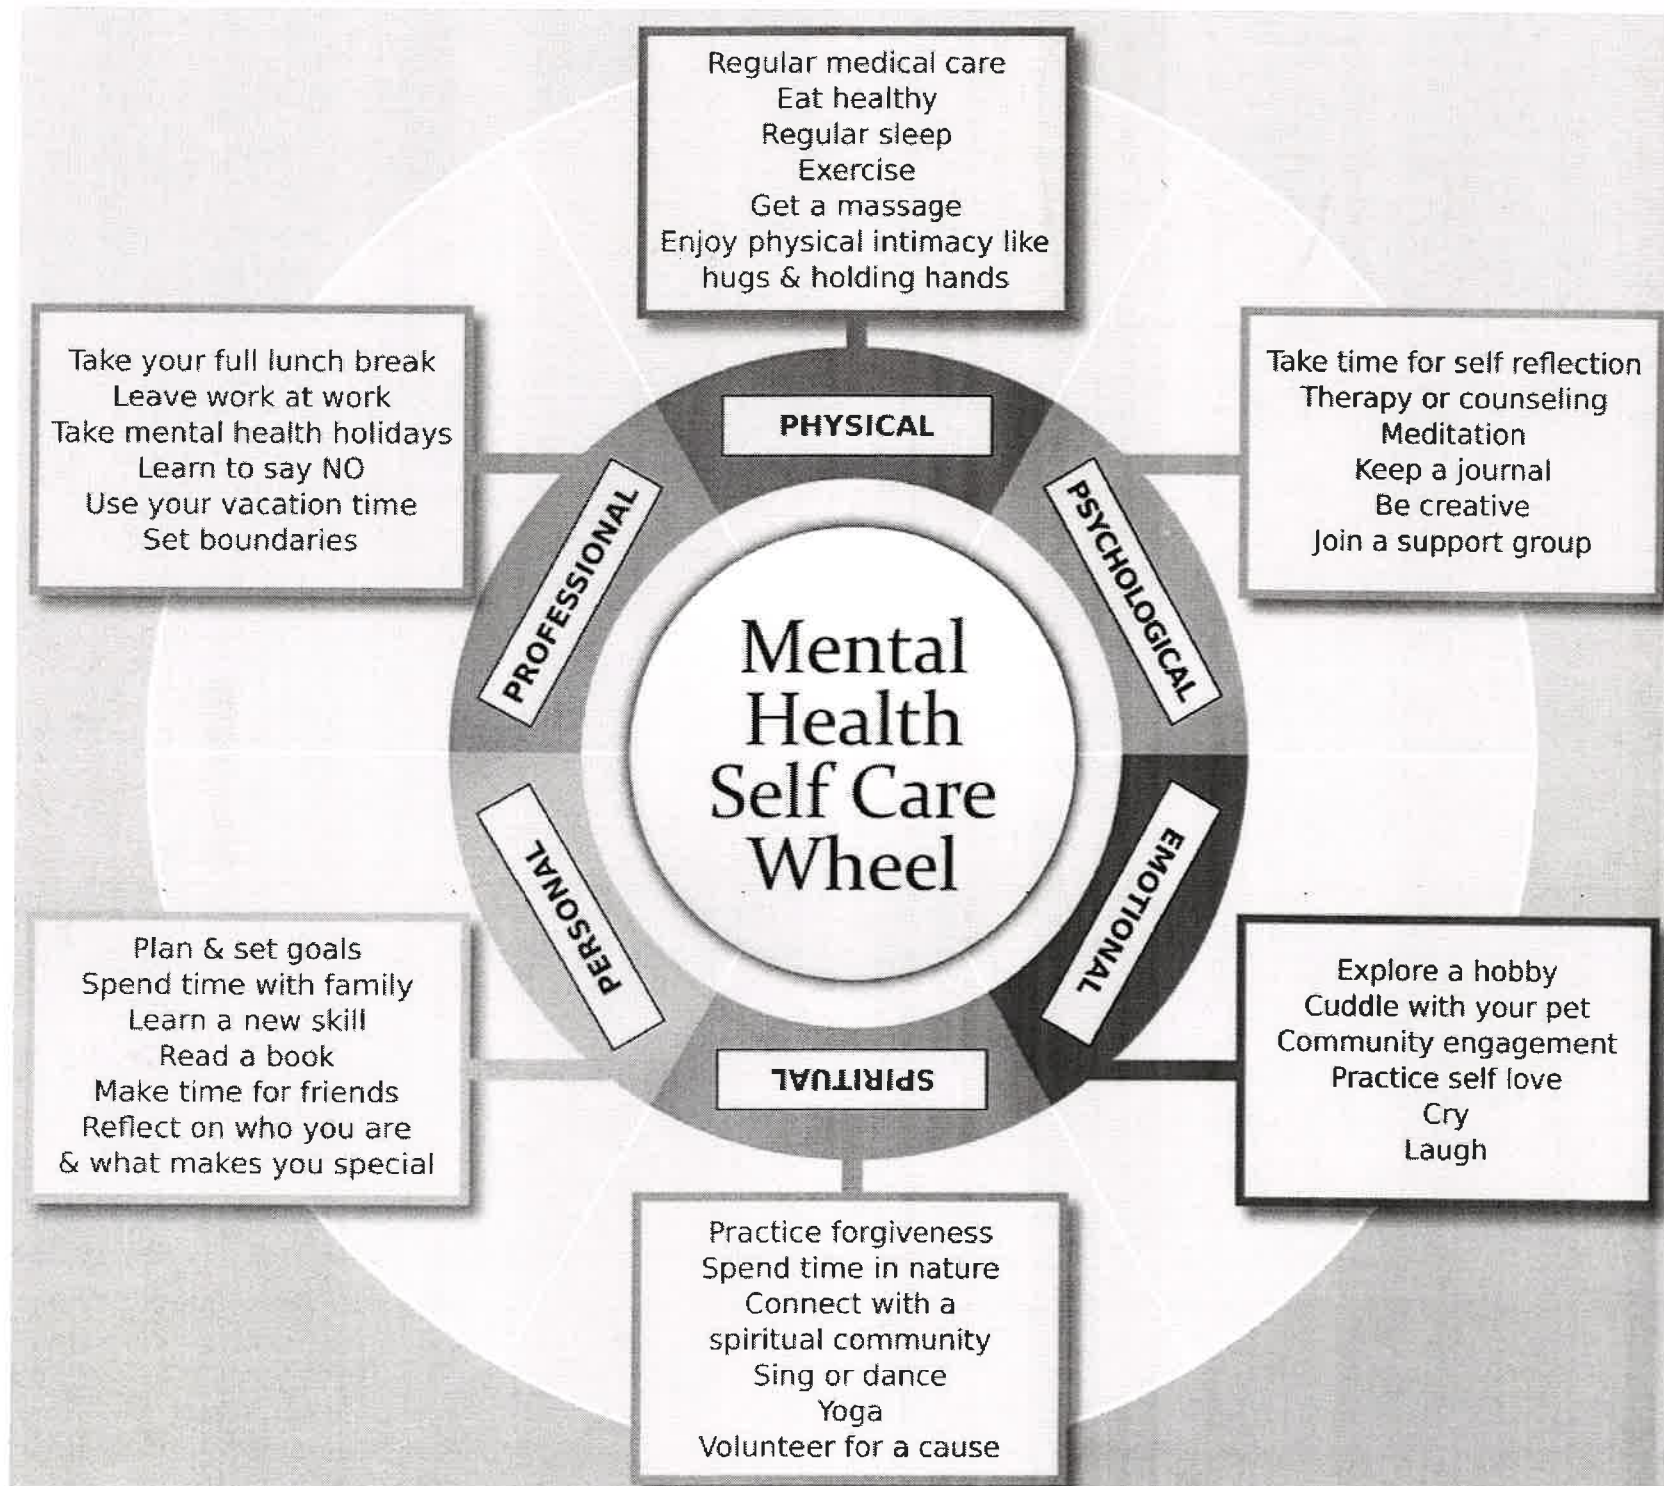 Regular medical care
Eat healthy
Regular sleep
Exercise
Get a massage
Enjoy physical intimacy like
hugs & holding hands
PHYSICAL
Take time for self reflection
Therapy or counseling
Meditation
Keep a journal
Be creative
Join a support group
PSYCHOLOGICAL
Explore a hobby
Cuddle with your pet
Community engagement
Practice self love
Cry
Laugh
EMOTIONAL
Practice forgiveness
Spend time in nature
Connect with a
spiritual community
Sing or dance
Yoga
Volunteer for a cause
SPIRITUAL
Plan & set goals
Spend time with family
Learn a new skill
Read a book
Make time for friends
Reflect on who you are
& what makes you special
PERSONAL
Take your full lunch break
Leave work at work
Take mental health holidays
Learn to say NO
Use your vacation time
Set boundaries
PROFESSIONAL
Mental
Health
Self Care
Wheel